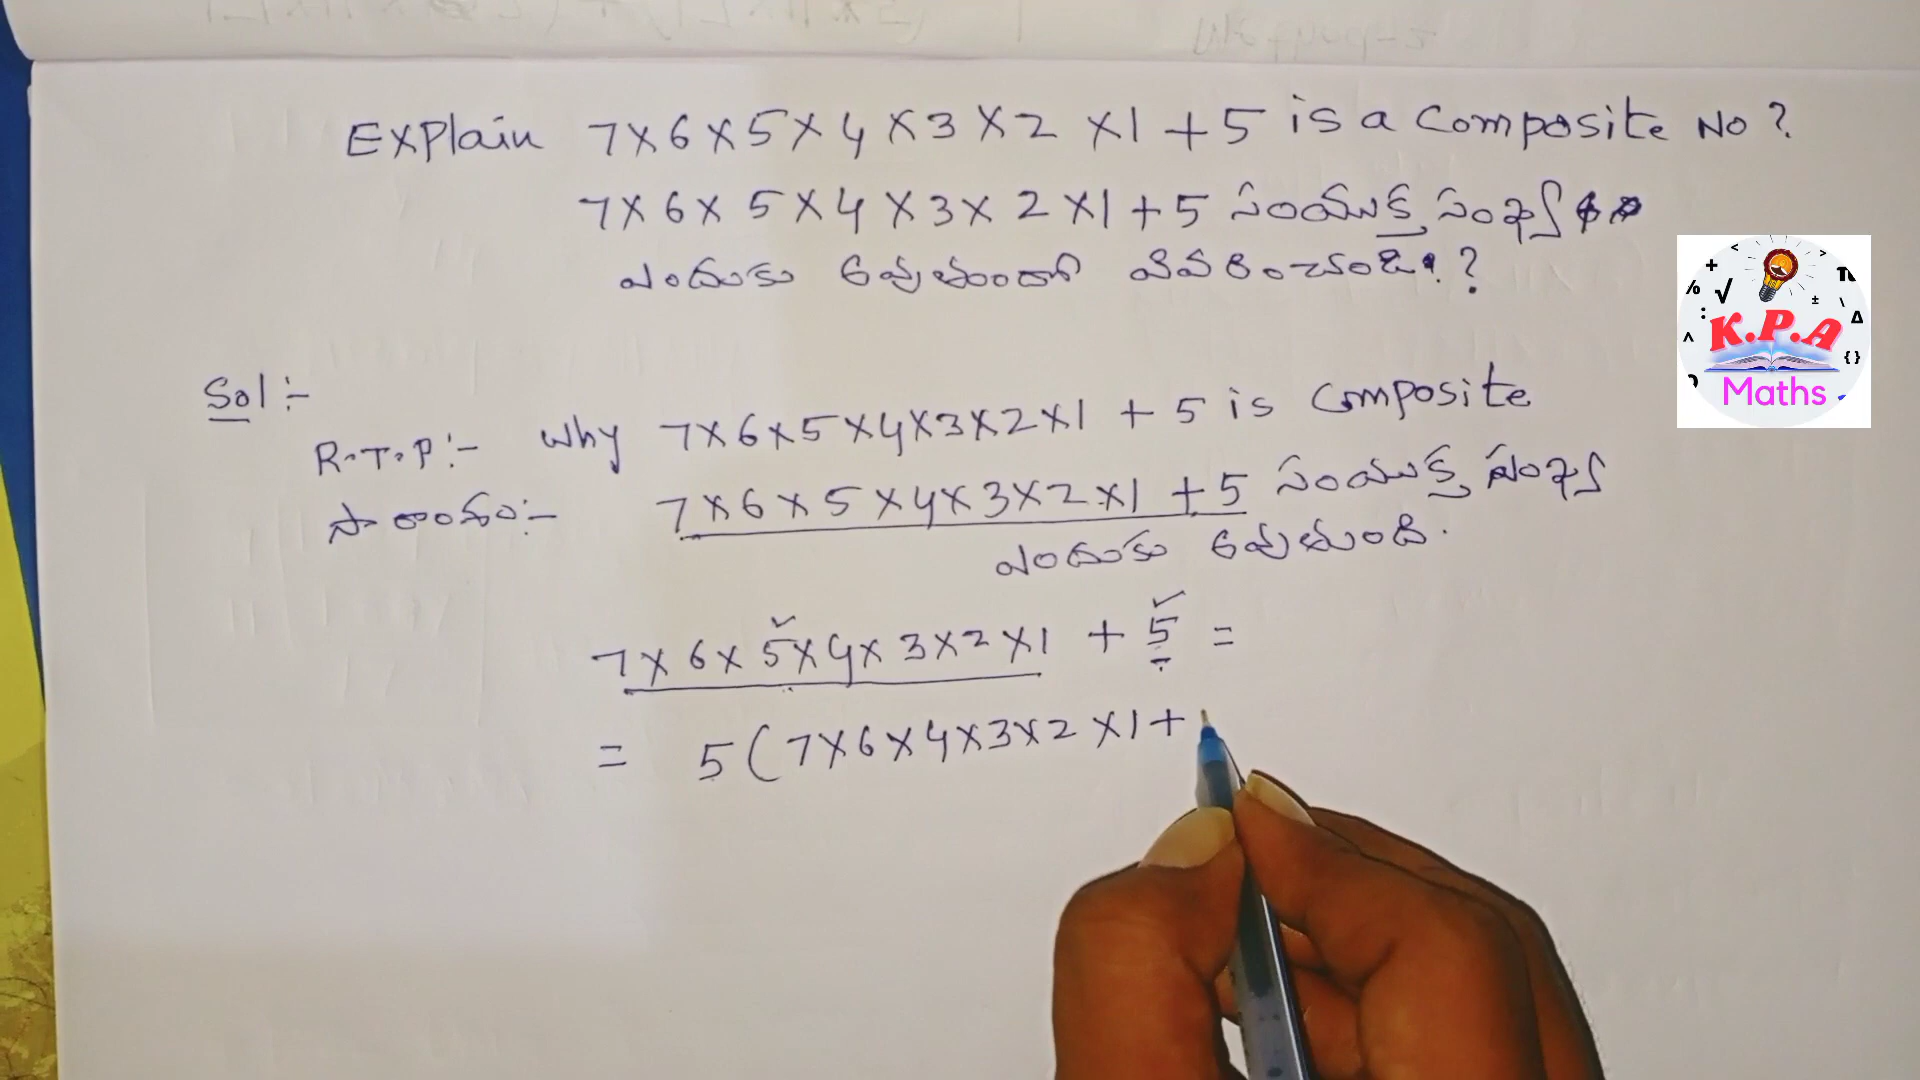 Explain 7×6×5×4×3×2×1+5 is a Composite No?
7×6×5×4×3×2×1+5 సంయుక్త సంఖ్య
ఎందుకు అవుతుందో వివరించండి.?
K.P.A
Maths
Sol:-
R.T.P:- Why 7×6×5×4×3×2×1 + 5 is Composite
సారాంశం:- 7×6×5×4×3×2×1 +5 సంయుక్త సంఖ్య
ఎందుకు అవుతుంది.
7×6×5×4×3×2×1 + 5 =
= 5(7×6×4×3×2×1+